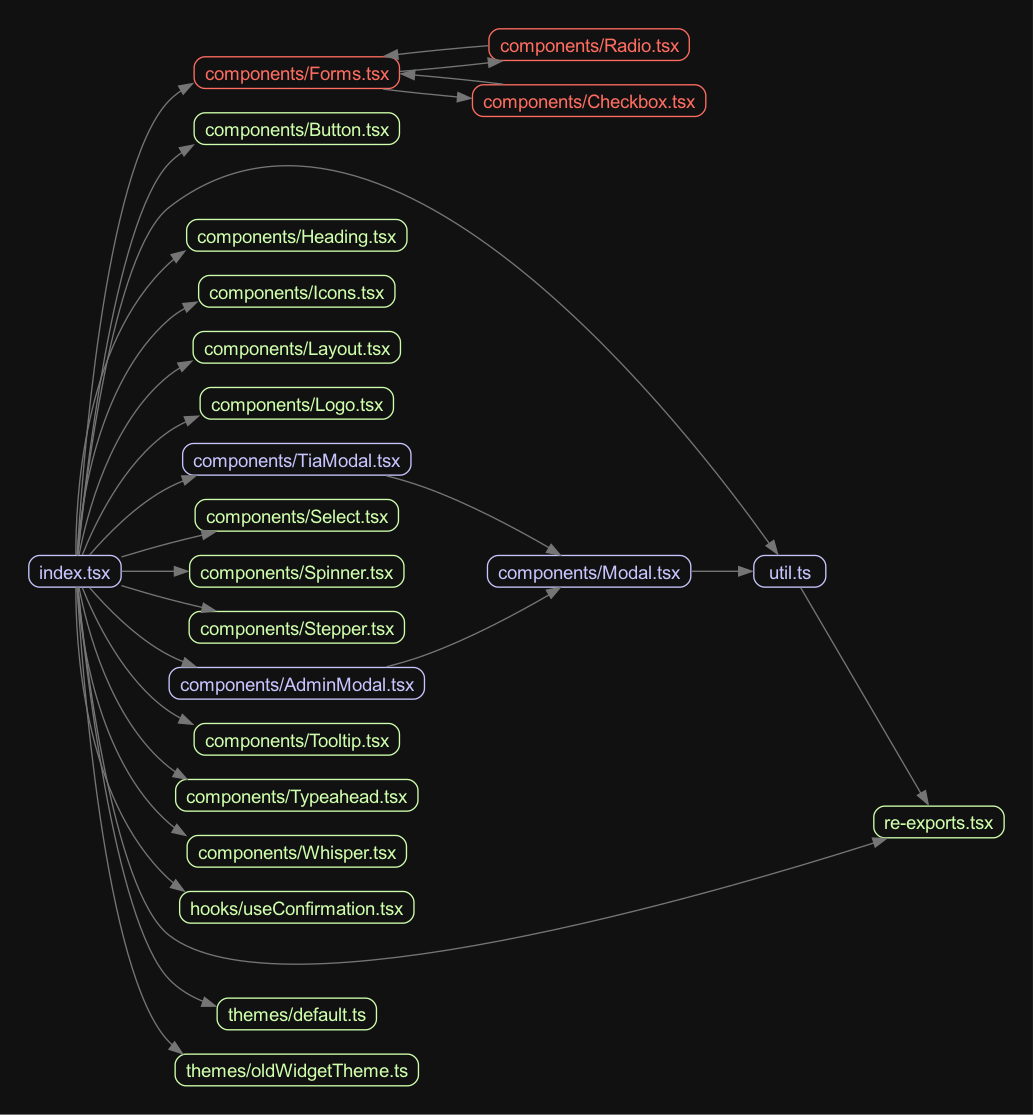 components/Radio.tsx
components/Forms.tsx
components/Checkbox.tsx
components/Button.tsx
components/Heading.tsx
components/Icons.tsx
components/Layout.tsx
components/Logo.tsx
components/TiaModal.tsx
components/Select.tsx
index.tsx
components/Spinner.tsx
components/Modal.tsx
util.ts
components/Stepper.tsx
components/AdminModal.tsx
components/Tooltip.tsx
components/Typeahead.tsx
re-exports.tsx
components/Whisper.tsx
hooks/useConfirmation.tsx
themes/default.ts
themes/oldWidgetTheme.ts